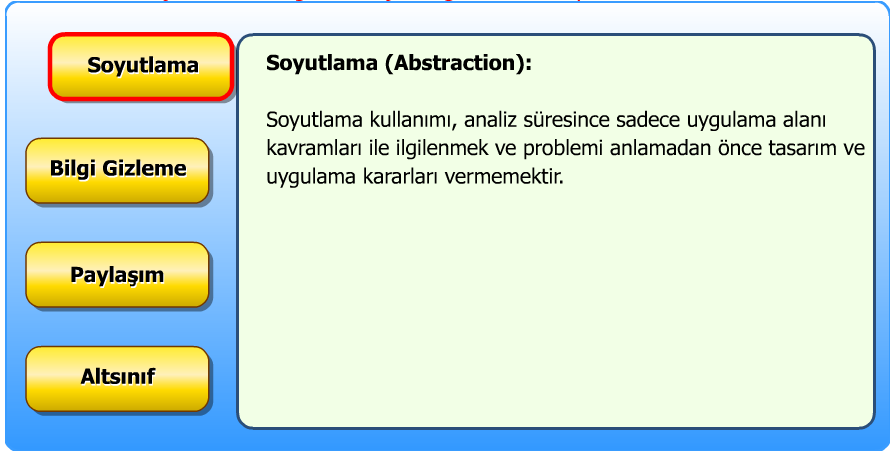 Soyutlama
Bilgi Gizleme
Paylaşım
Altsınıf
Soyutlama (Abstraction):
Soyutlama kullanımı, analiz süresince sadece uygulama alanı
kavramları ile ilgilenmek ve problemi anlamadan önce tasarım ve
uygulama kararları vermemektir.